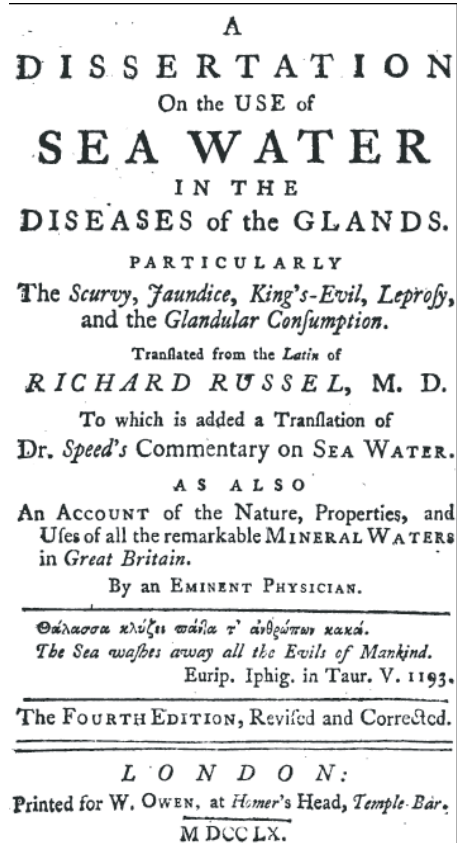 A
DISSERTATION
On the USE of
SEA WATER
IN THE
DISEASES of the GLANDS.
PARTICULARLY
The Scurvy, Jaundice, King's-Evil, Leproſy,
and the Glandular Conſumption.
Tranſlated from the Latin of
RICHARD RUSSEL, M. D.
To which is added a Tranſlation of
Dr. Speed's Commentary on SEA WATER.
AS ALSO
An ACCOUNT of the Nature, Properties, and
Uſes of all the remarkable MINERAL WATERS
in Great Britain.
By an EMINENT PHYSICIAN.
Θάλασσα κλύζει πάντα τ' ἀνθρώπων κακά.
The Sea waſhes away all the Evils of Mankind.
Eurip. Iphig. in Taur. V. 1193.
The FOURTH EDITION, Reviſed and Corrected.
LONDON:
Printed for W. OWEN, at Homer's Head, Temple-Bar.
M DCC LX.